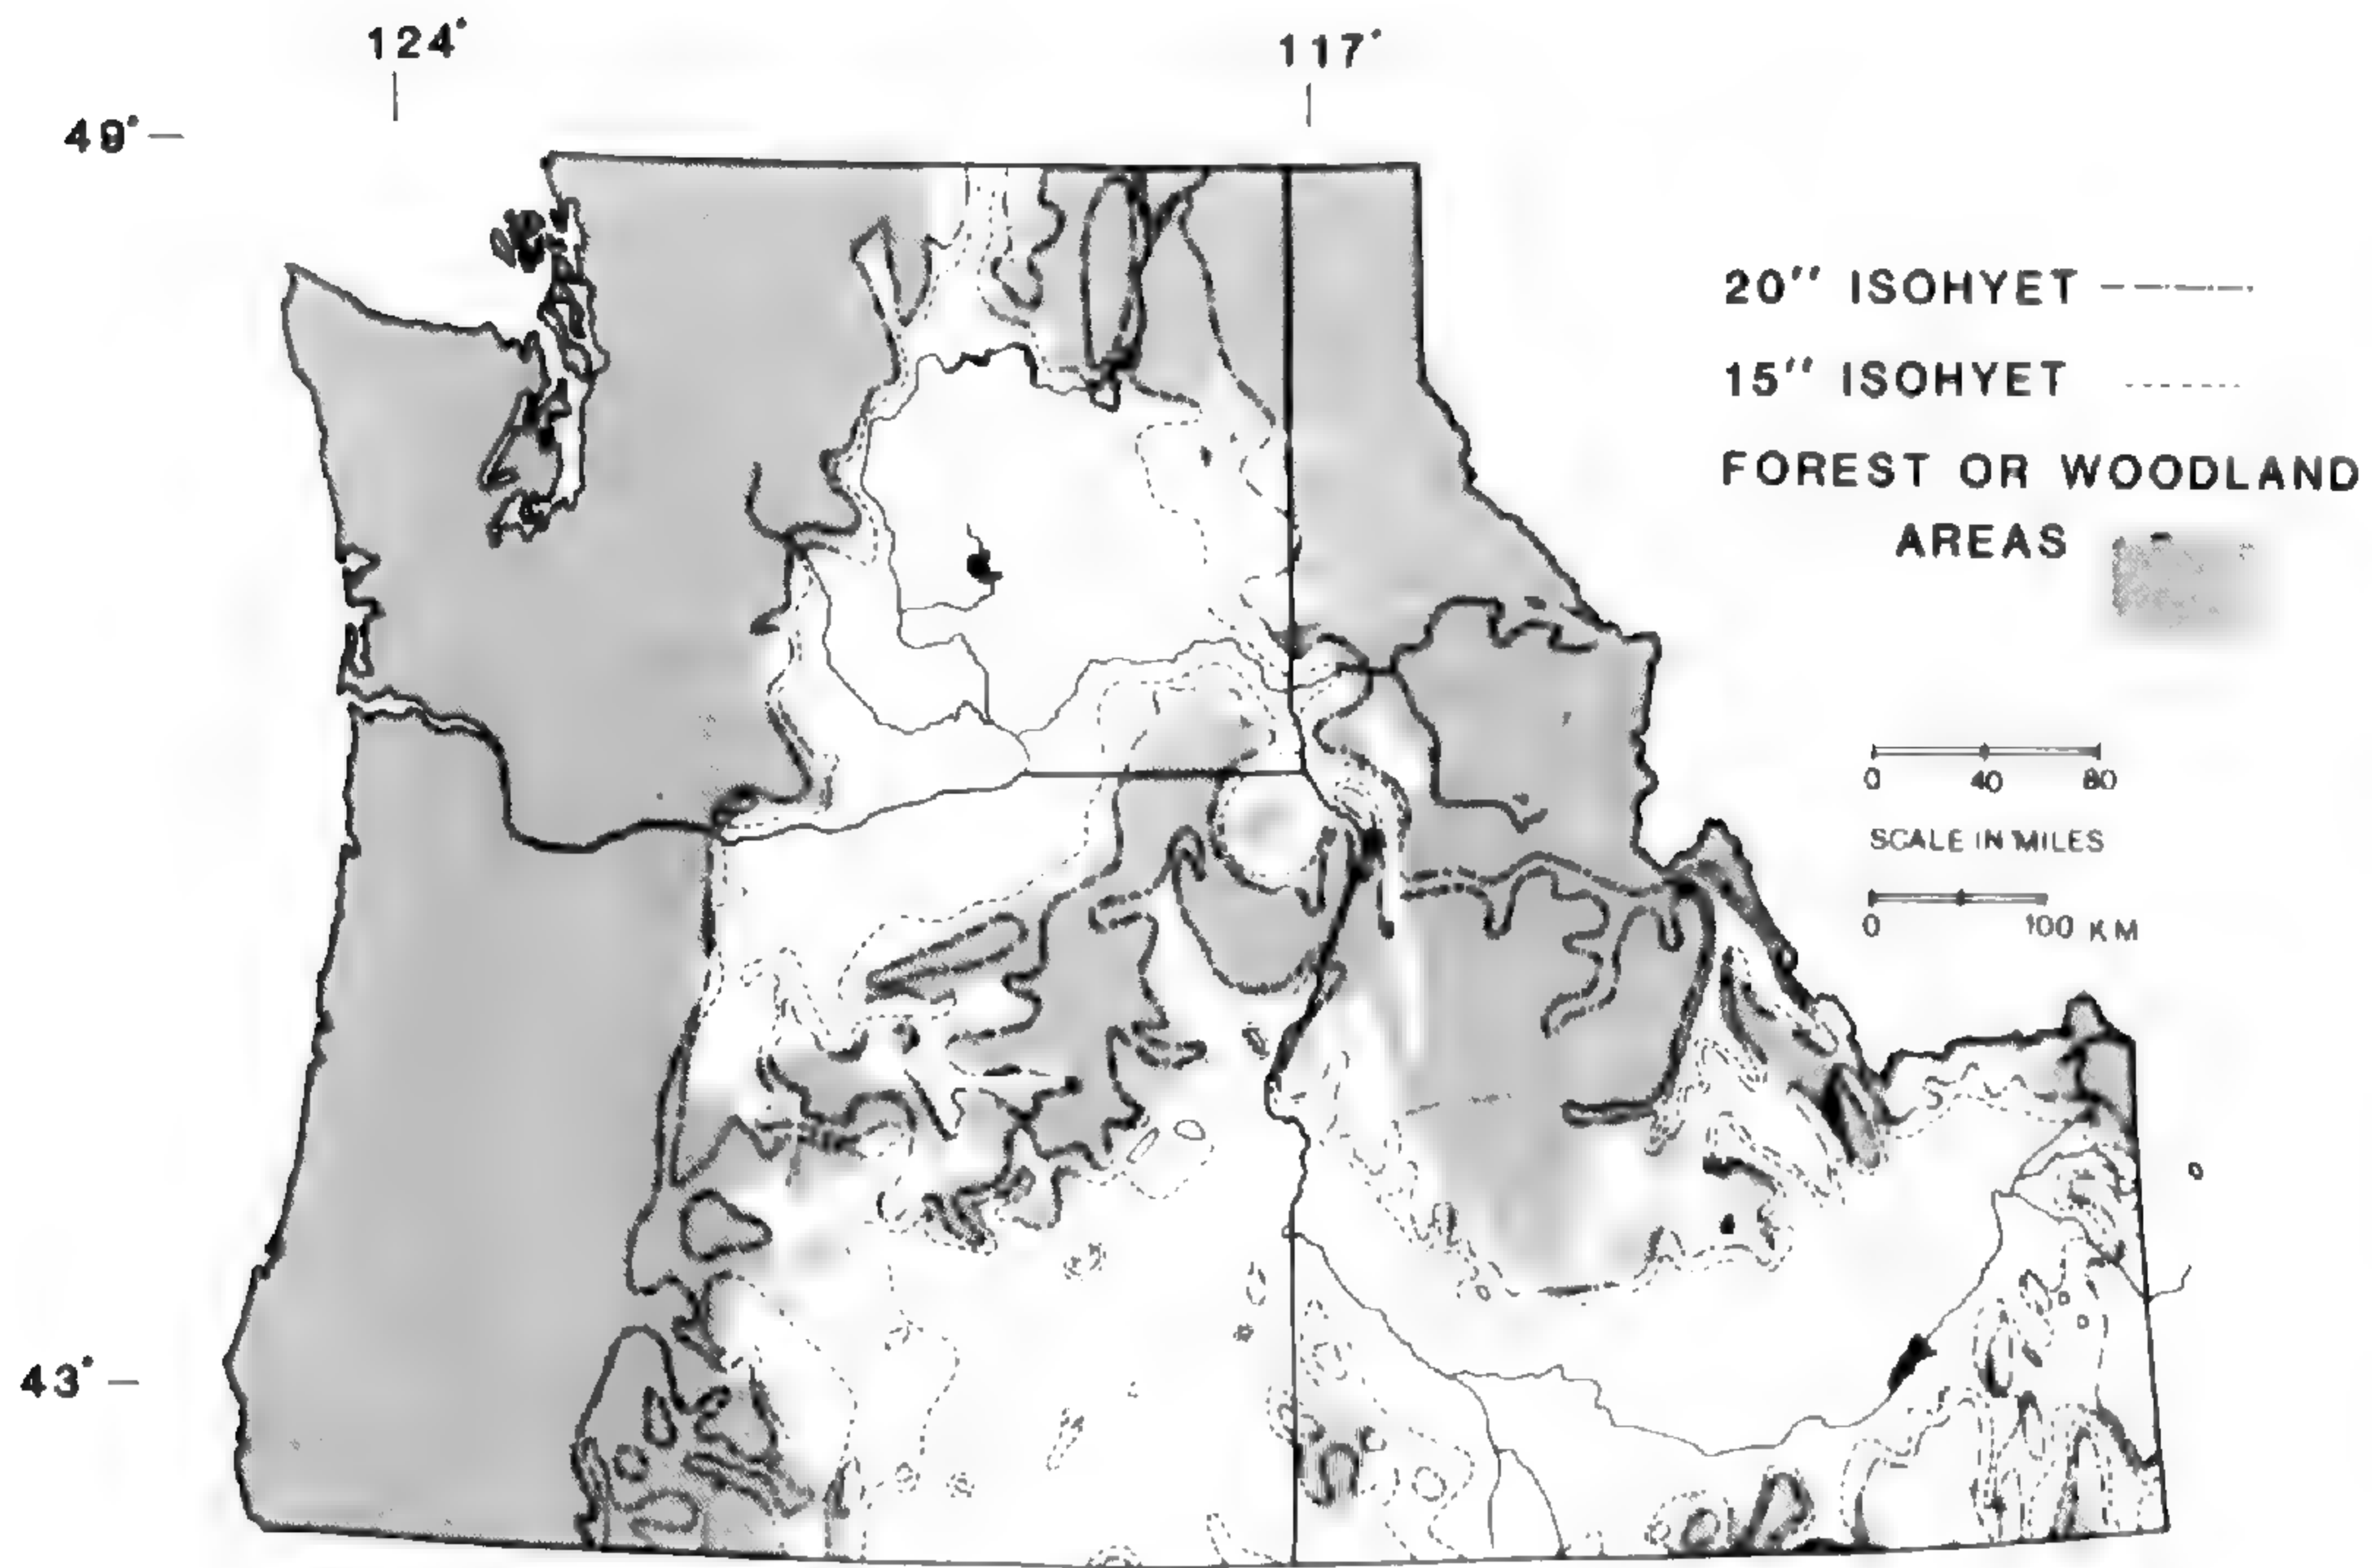 124°
117°
49°
20″ ISOHYET
15″ ISOHYET
FOREST OR WOODLAND
AREAS
0 40 80
SCALE IN MILES
0 100 KM
43°